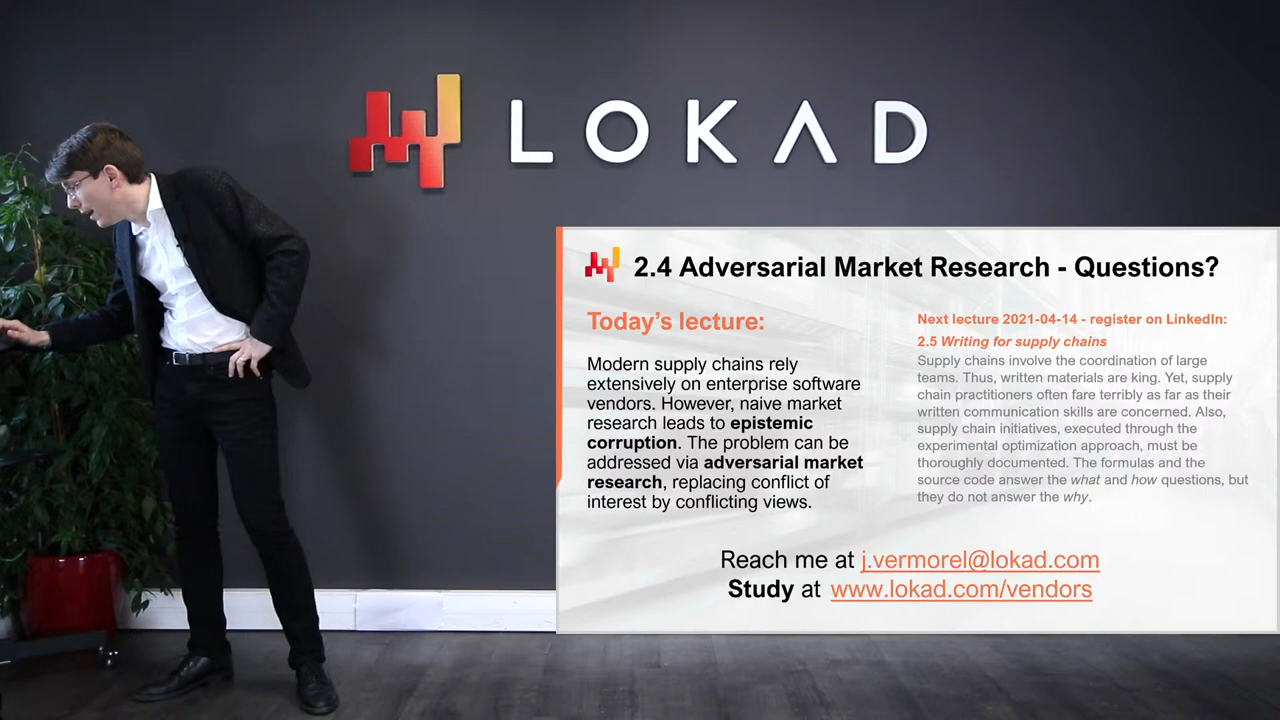 LOKAD
2.4 Adversarial Market Research - Questions?
Today's lecture:
Modern supply chains rely
extensively on enterprise software
vendors. However, naive market
research leads to epistemic
corruption. The problem can be
addressed via adversarial market
research, replacing conflict of
interest by conflicting views.
Next lecture 2021-04-14 - register on LinkedIn:
2.5 Writing for supply chains
Supply chains involve the coordination of large
teams. Thus, written materials are king. Yet, supply
chain practitioners often fare terribly as far as their
written communication skills are concerned. Also,
supply chain initiatives, executed through the
experimental optimization approach, must be
thoroughly documented. The formulas and the
source code answer the what and how questions, but
they do not answer the why.
Reach me at j.vermorel@lokad.com
Study at www.lokad.com/vendors